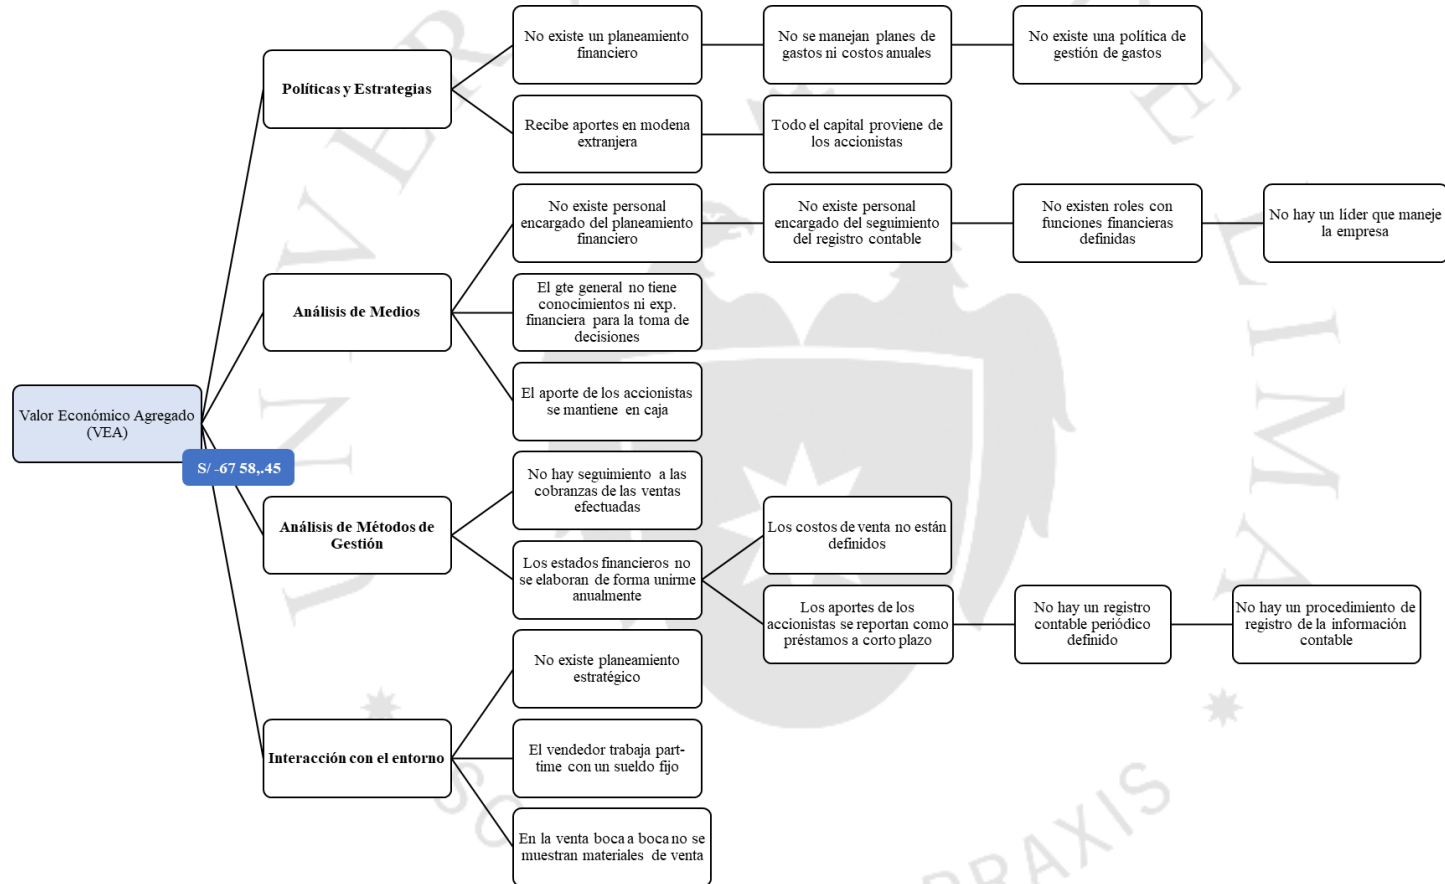 No existe un planeamiento
financiero
No se manejan planes de
gastos ni costos anuales
No existe una política de
gestión de gastos
Políticas y Estrategias
Recibe aportes en modena
extranjera
Todo el capital proviene de
los accionistas
No existe personal
encargado del planeamiento
financiero
No existe personal
encargado del seguimiento
del registro contable
No existen roles con
funciones financieras
definidas
No hay un líder que maneje
la empresa
Análisis de Medios
El gte general no tiene
conocimientos ni exp.
financiera para la toma de
decisiones
El aporte de los accionistas
se mantiene en caja
Valor Económico Agregado
(VEA)
S/ -67 58,.45
No hay seguimiento a las
cobranzas de las ventas
efectuadas
Análisis de Métodos de
Gestión
Los estados financieros no
se elaboran de forma unirme
anualmente
Los costos de venta no están
definidos
Los aportes de los
accionistas se reportan como
préstamos a corto plazo
No hay un registro
contable periódico
definido
No hay un procedimiento de
registro de la información
contable
No existe planeamiento
estratégico
Interacción con el entorno
El vendedor trabaja part-
time con un sueldo fijo
En la venta boca a boca no se
muestran materiales de venta
PRAXIS